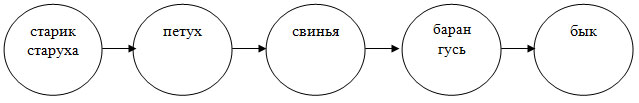 старик
старуха
петух
свинья
баран
гусь
бык